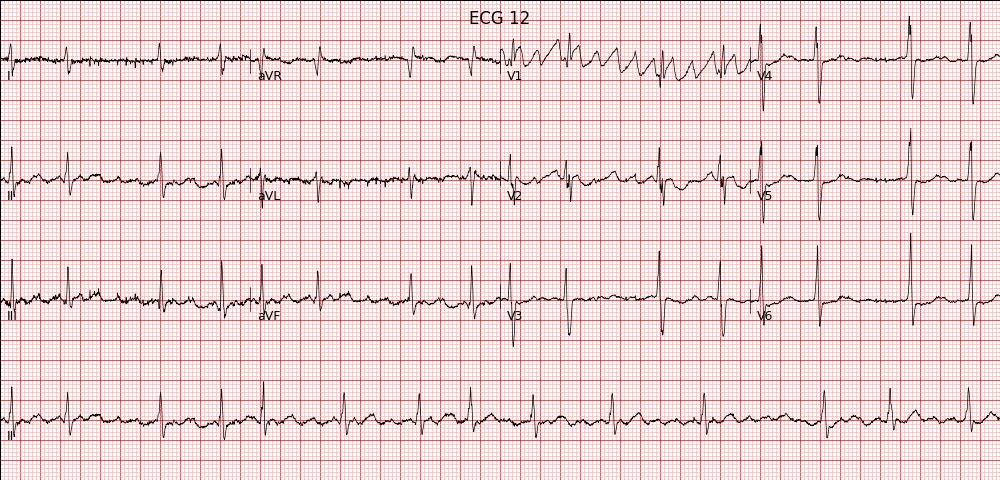 ECG 12
I aVR V1 V4
II aVL V2 V5
III aVF V3 V6
II